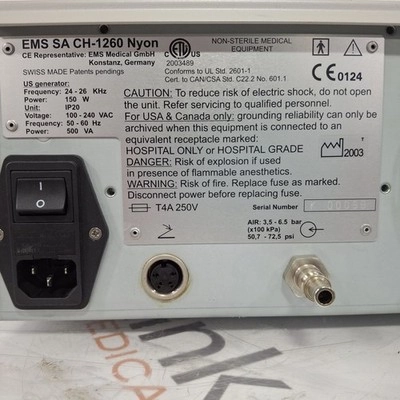 EMS SA CH-1260 Nyon
CE Representative: EMS Medical GmbH
Konstanz, Germany
SWISS MADE Patents pendings
US generator:
Frequency: 24 - 26 KHz
Power: 150 W
Unit: IP20
Voltage: 100 - 240 VAC
Frequency: 50 - 60 Hz
Power: 500 VA
C US
2003489
Conforms to UL Std. 2601-1
Cert. to CAN/CSA Std. C22.2 No. 601.1
NON-STERILE MEDICAL
EQUIPMENT
CE 0124
CAUTION: To reduce risk of electric shock, do not open
the unit. Refer servicing to qualified personnel.
For USA & Canada only: grounding reliability can only be
archived when this equipment is connected to an
equivalent receptacle marked:
HOSPITAL ONLY or HOSPITAL GRADE
DANGER: Risk of explosion if used
in presence of flammable anesthetics.
WARNING: Risk of fire. Replace fuse as marked.
Disconnect power before replacing fuse.
2003
T4A 250V
Serial Number
AIR: 3,5 - 6.5 bar
(x100 kPa)
50,7 - 72,5 psi
I
O
ink
EDICAL